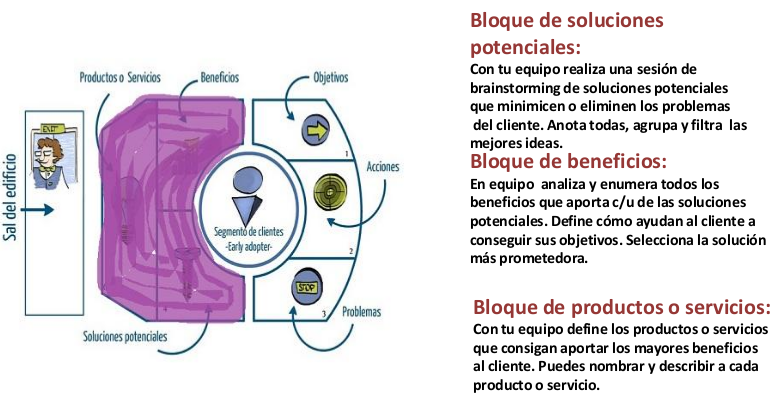 Productos o Servicios
Beneficios
Objetivos
EXIT
1
Acciones
Sal del edificio
Segmento de clientes
-Early adopter-
2
STOP
3
4
Problemas
Soluciones potenciales
Bloque de soluciones
potenciales:
Con tu equipo realiza una sesión de
brainstorming de soluciones potenciales
que minimicen o eliminen los problemas
del cliente. Anota todas, agrupa y filtra las
mejores ideas.
Bloque de beneficios:
En equipo analiza y enumera todos los
beneficios que aporta c/u de las soluciones
potenciales. Define cómo ayudan al cliente a
conseguir sus objetivos. Selecciona la solución
más prometedora.
Bloque de productos o servicios:
Con tu equipo define los productos o servicios
que consigan aportar los mayores beneficios
al cliente. Puedes nombrar y describir a cada
producto o servicio.